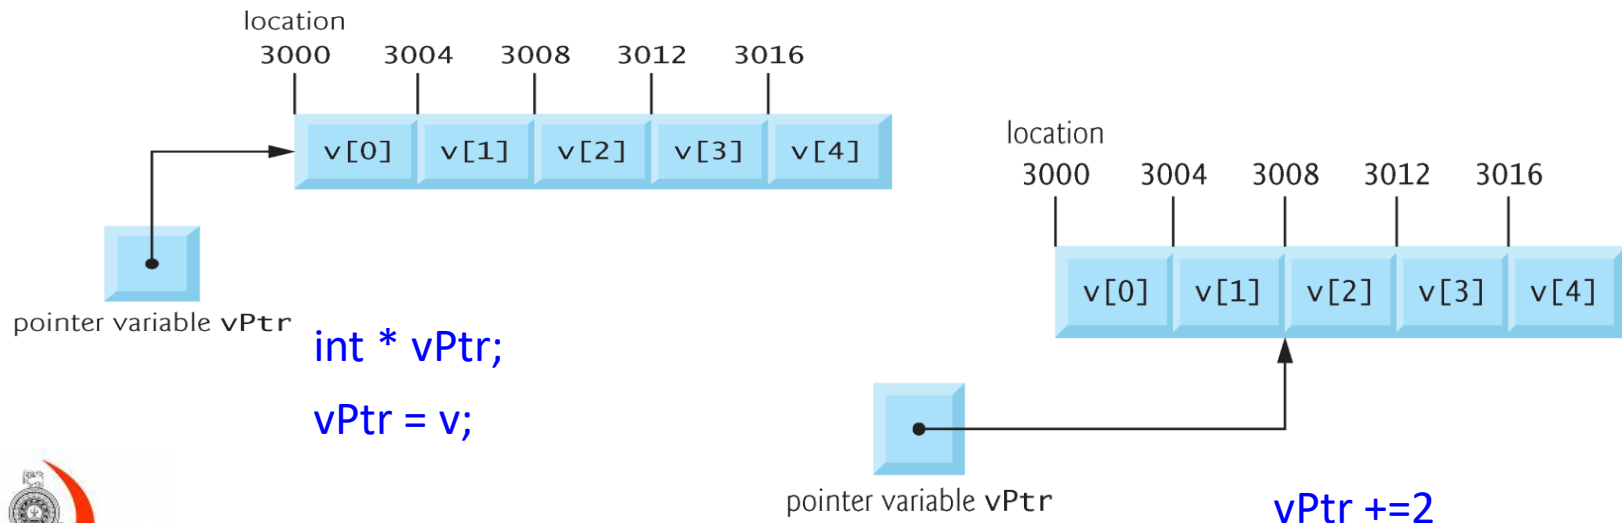 location
3000 3004 3008 3012 3016
v[0] v[1] v[2] v[3] v[4]
pointer variable vPtr
int * vPtr;
vPtr = v;
location
3000 3004 3008 3012 3016
v[0] v[1] v[2] v[3] v[4]
pointer variable vPtr
vPtr +=2